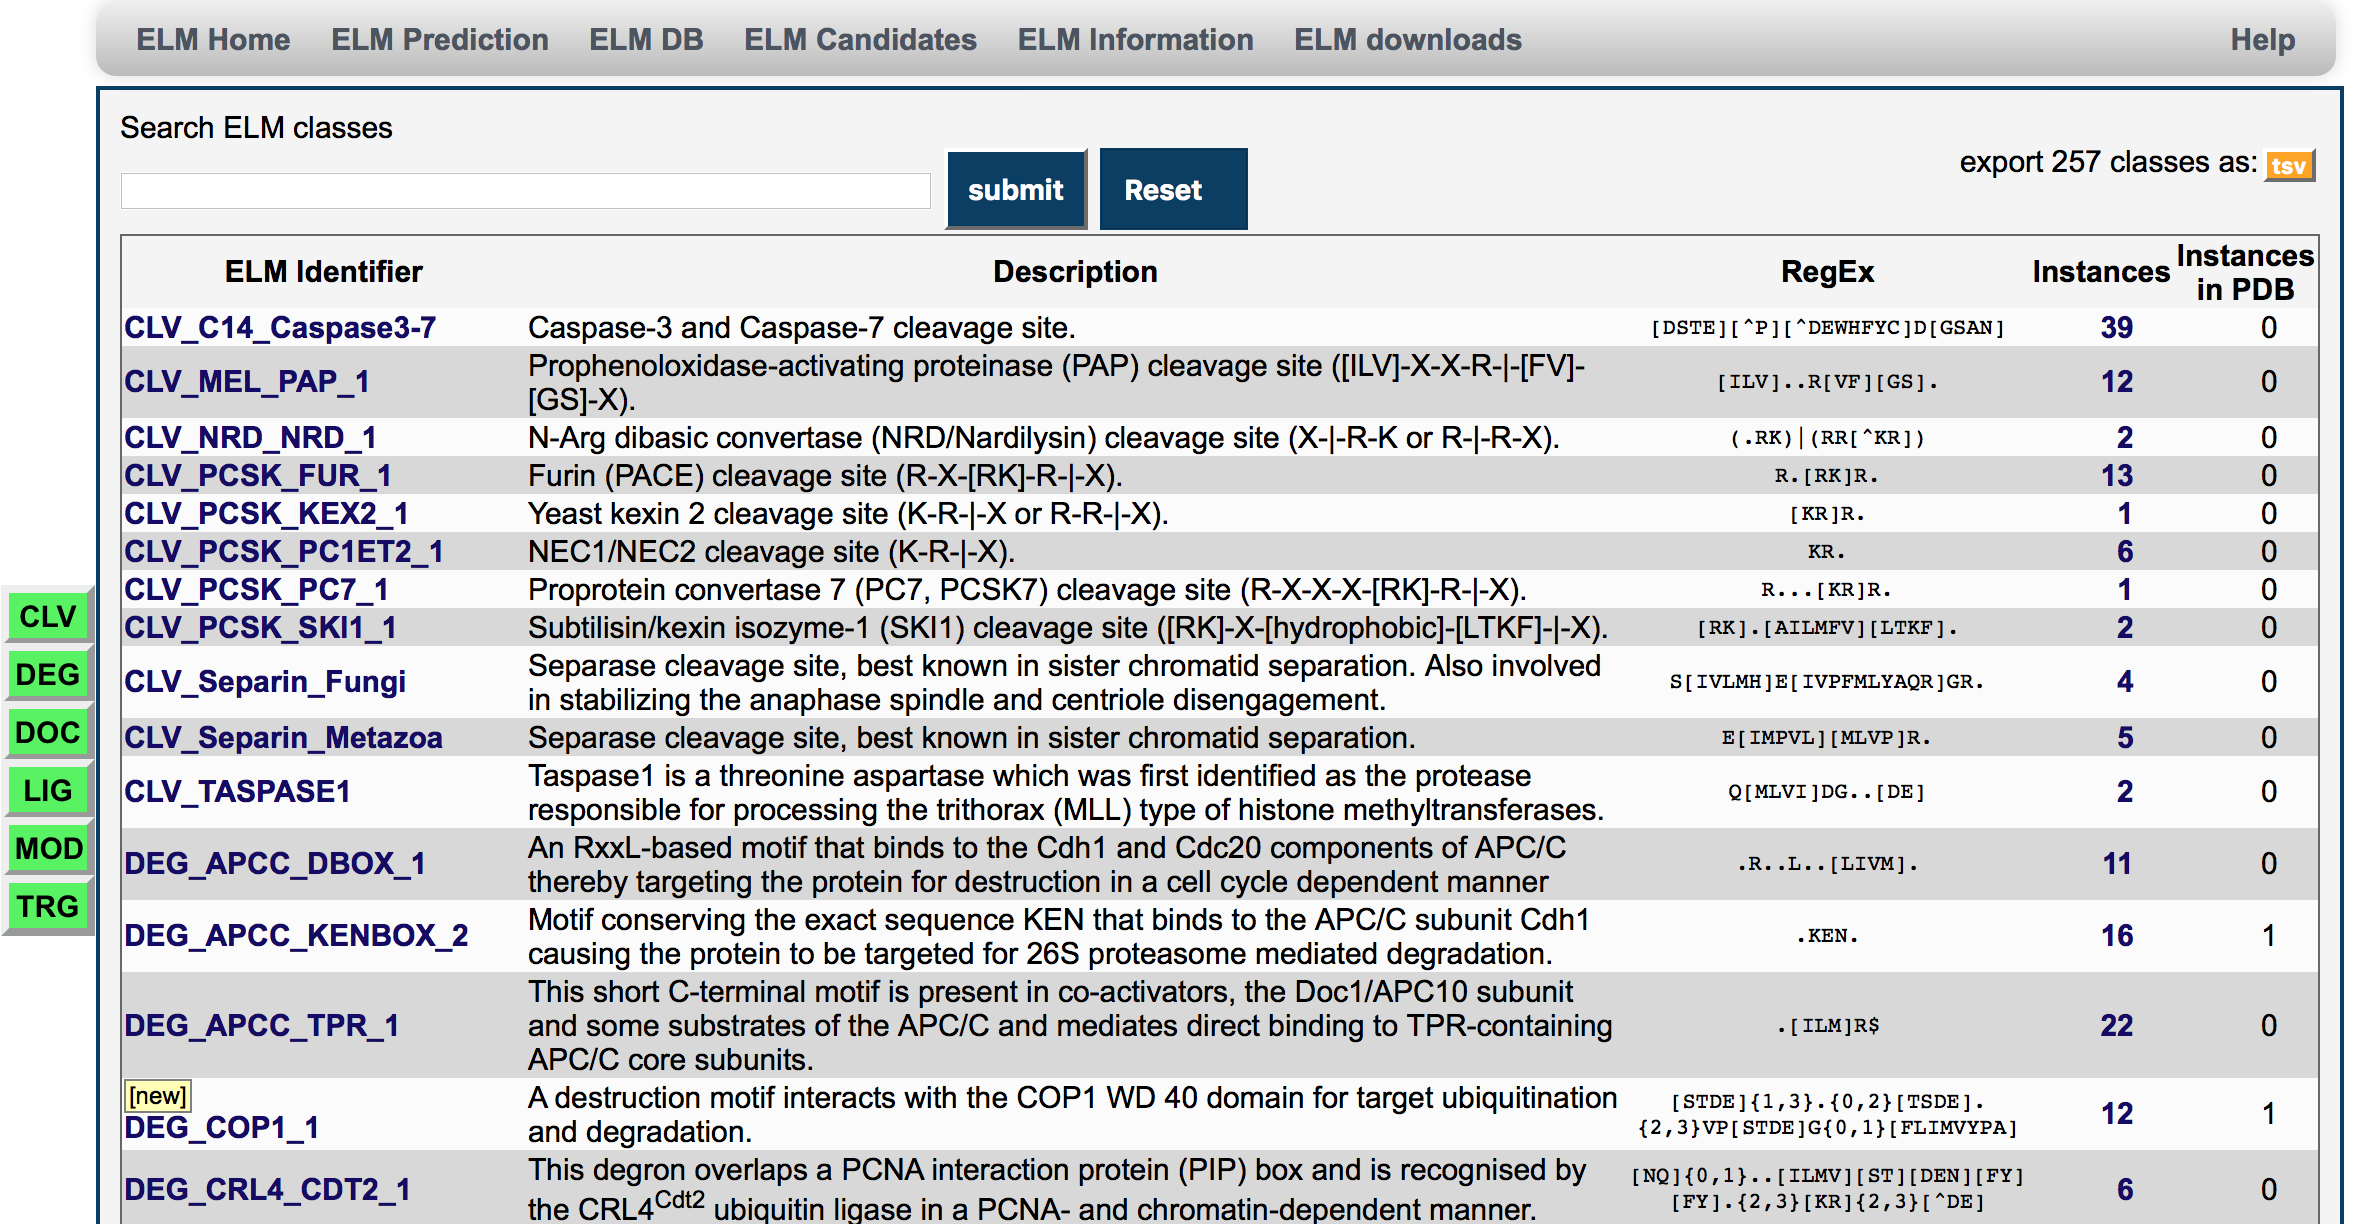 ELM Home ELM Prediction ELM DB ELM Candidates ELM Information ELM downloads Help
Search ELM classes
export 257 classes as: tsv
submit Reset
ELM Identifier Description RegEx Instances Instances in PDB
CLV_C14_Caspase3-7 Caspase-3 and Caspase-7 cleavage site. [DSTE][^P][^DEWHFYC]D[GSAN] 39 0
CLV_MEL_PAP_1 Prophenoloxidase-activating proteinase (PAP) cleavage site ([ILV]-X-X-R-|-[FV]-
[GS]-X). [ILV]..R[VF][GS]. 12 0
CLV_NRD_NRD_1 N-Arg dibasic convertase (NRD/Nardilysin) cleavage site (X-|-R-K or R-|-R-X). (.RK)|(RR[^KR]) 2 0
CLV_PCSK_FUR_1 Furin (PACE) cleavage site (R-X-[RK]-R-|-X). R.[RK]R. 13 0
CLV_PCSK_KEX2_1 Yeast kexin 2 cleavage site (K-R-|-X or R-R-|-X). [KR]R. 1 0
CLV_PCSK_PC1ET2_1 NEC1/NEC2 cleavage site (K-R-|-X). KR. 6 0
CLV_PCSK_PC7_1 Proprotein convertase 7 (PC7, PCSK7) cleavage site (R-X-X-X-[RK]-R-|-X). R...[KR]R. 1 0
CLV_PCSK_SKI1_1 Subtilisin/kexin isozyme-1 (SKI1) cleavage site ([RK]-X-[hydrophobic]-[LTKF]-|-X). [RK].[AILMFV][LTKF]. 2 0
CLV_Separin_Fungi Separase cleavage site, best known in sister chromatid separation. Also involved
in stabilizing the anaphase spindle and centriole disengagement. S[IVLMH]E[IVPFMLYAQR]GR. 4 0
CLV_Separin_Metazoa Separase cleavage site, best known in sister chromatid separation. E[IMPVL][MLVP]R. 5 0
CLV_TASPASE1 Taspase1 is a threonine aspartase which was first identified as the protease
responsible for processing the trithorax (MLL) type of histone methyltransferases. Q[MLVI]DG..[DE] 2 0
DEG_APCC_DBOX_1 An RxxL-based motif that binds to the Cdh1 and Cdc20 components of APC/C
thereby targeting the protein for destruction in a cell cycle dependent manner .R..L..[LIVM]. 11 0
DEG_APCC_KENBOX_2 Motif conserving the exact sequence KEN that binds to the APC/C subunit Cdh1
causing the protein to be targeted for 26S proteasome mediated degradation. .KEN. 16 1
DEG_APCC_TPR_1 This short C-terminal motif is present in co-activators, the Doc1/APC10 subunit
and some substrates of the APC/C and mediates direct binding to TPR-containing
APC/C core subunits. .[ILM]R$ 22 0
[new]
DEG_COP1_1 A destruction motif interacts with the COP1 WD 40 domain for target ubiquitination
and degradation. [STDE]{1,3}.{0,2}[TSDE].
{2,3}VP[STDE]G{0,1}[FLIMVYPA] 12 1
DEG_CRL4_CDT2_1 This degron overlaps a PCNA interaction protein (PIP) box and is recognised by
the CRL4Cdt2 ubiquitin ligase in a PCNA- and chromatin-dependent manner. [NQ]{0,1}..[ILMV][ST][DEN][FY]
[FY].{2,3}[KR]{2,3}[^DE] 6 0
CLV
DEG
DOC
LIG
MOD
TRG